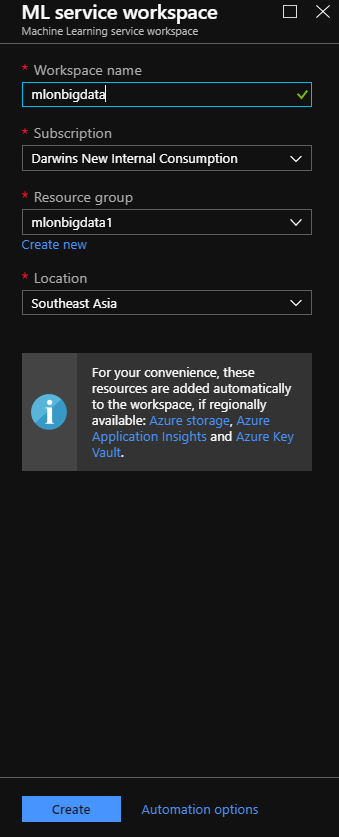 ML service workspace
Machine Learning service workspace
* Workspace name
mlonbigdata
* Subscription
Darwins New Internal Consumption
* Resource group
mlonbigdata1
Create new
* Location
Southeast Asia
For your convenience, these
resources are added automatically
to the workspace, if regionally
available: Azure storage, Azure
Application Insights and Azure Key
Vault.
Create
Automation options